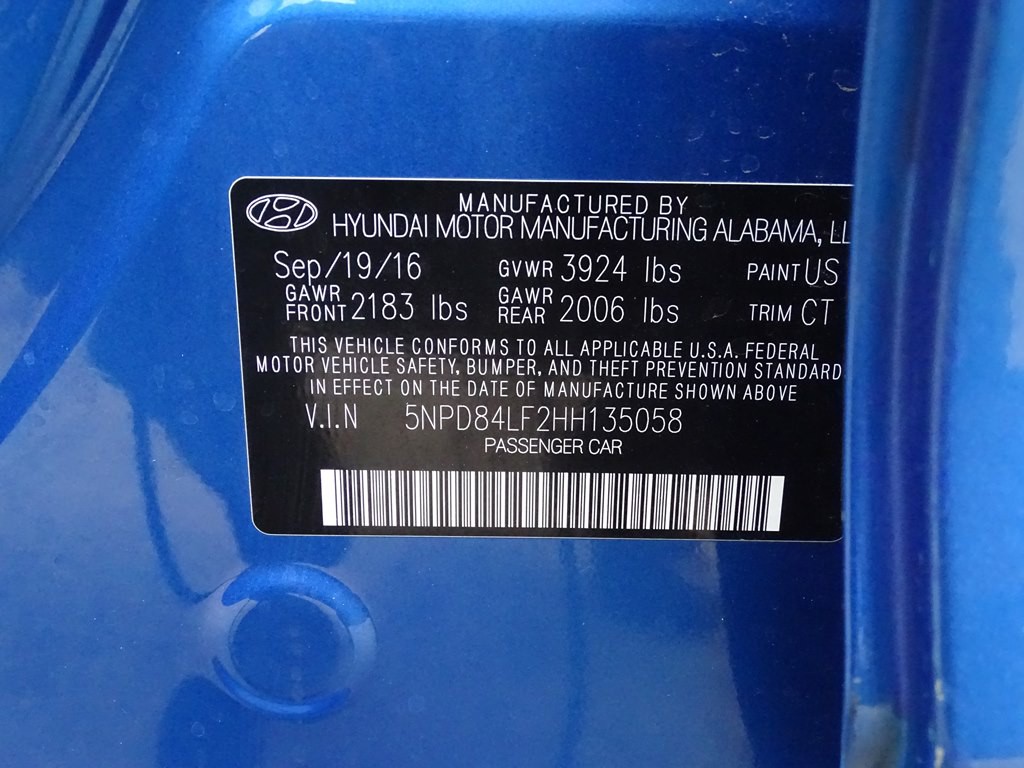 MANUFACTURED BY
HYUNDAI MOTOR MANUFACTURING ALABAMA, LL
Sep/19/16 GVWR 3924 lbs PAINT US
GAWR FRONT 2183 lbs GAWR REAR 2006 lbs TRIM CT
THIS VEHICLE CONFORMS TO ALL APPLICABLE U.S.A. FEDERAL
MOTOR VEHICLE SAFETY, BUMPER, AND THEFT PREVENTION STANDARD
IN EFFECT ON THE DATE OF MANUFACTURE SHOWN ABOVE
V.I.N 5NPD84LF2HH135058
PASSENGER CAR